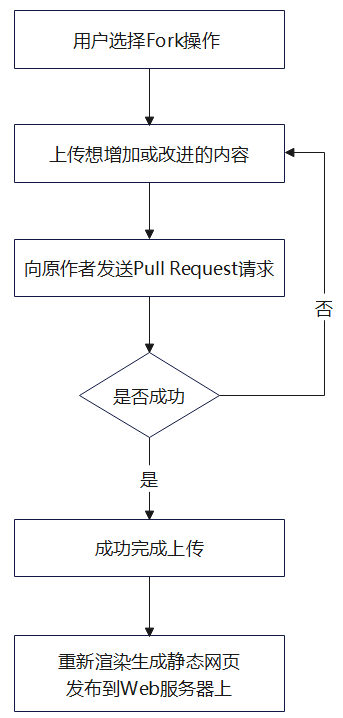 用户选择Fork操作
上传想增加或改进的内容
向原作者发送Pull Request请求
否
是否成功
是
成功完成上传
重新渲染生成静态网页
发布到Web服务器上